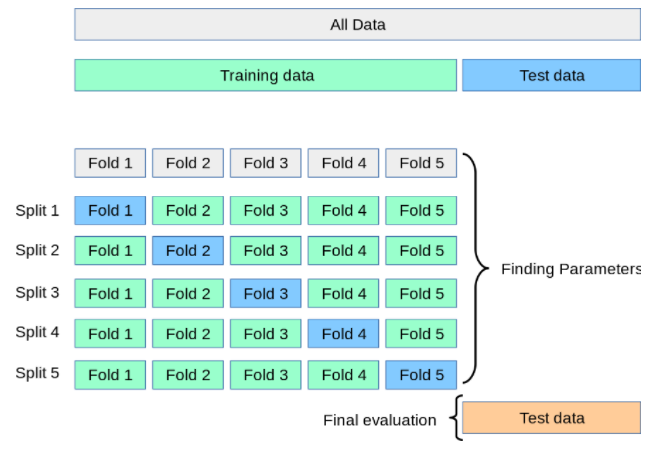 All Data
Training data Test data
Fold 1 Fold 2 Fold 3 Fold 4 Fold 5
Split 1 Fold 1 Fold 2 Fold 3 Fold 4 Fold 5
Split 2 Fold 1 Fold 2 Fold 3 Fold 4 Fold 5
Finding Parameters
Split 3 Fold 1 Fold 2 Fold 3 Fold 4 Fold 5
Split 4 Fold 1 Fold 2 Fold 3 Fold 4 Fold 5
Split 5 Fold 1 Fold 2 Fold 3 Fold 4 Fold 5
Final evaluation Test data